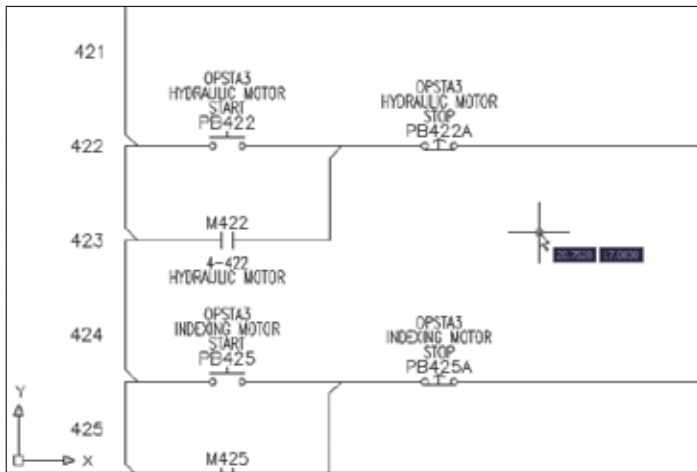 421
OPSTA3
HYDRAULIC MOTOR
START
PB422
OPSTA3
HYDRAULIC MOTOR
STOP
PB422A
422
M422
423
4-422
HYDRAULIC MOTOR
OPSTA3
INDEXING MOTOR
START
PB425
OPSTA3
INDEXING MOTOR
STOP
PB425A
424
Y
X
425
M425